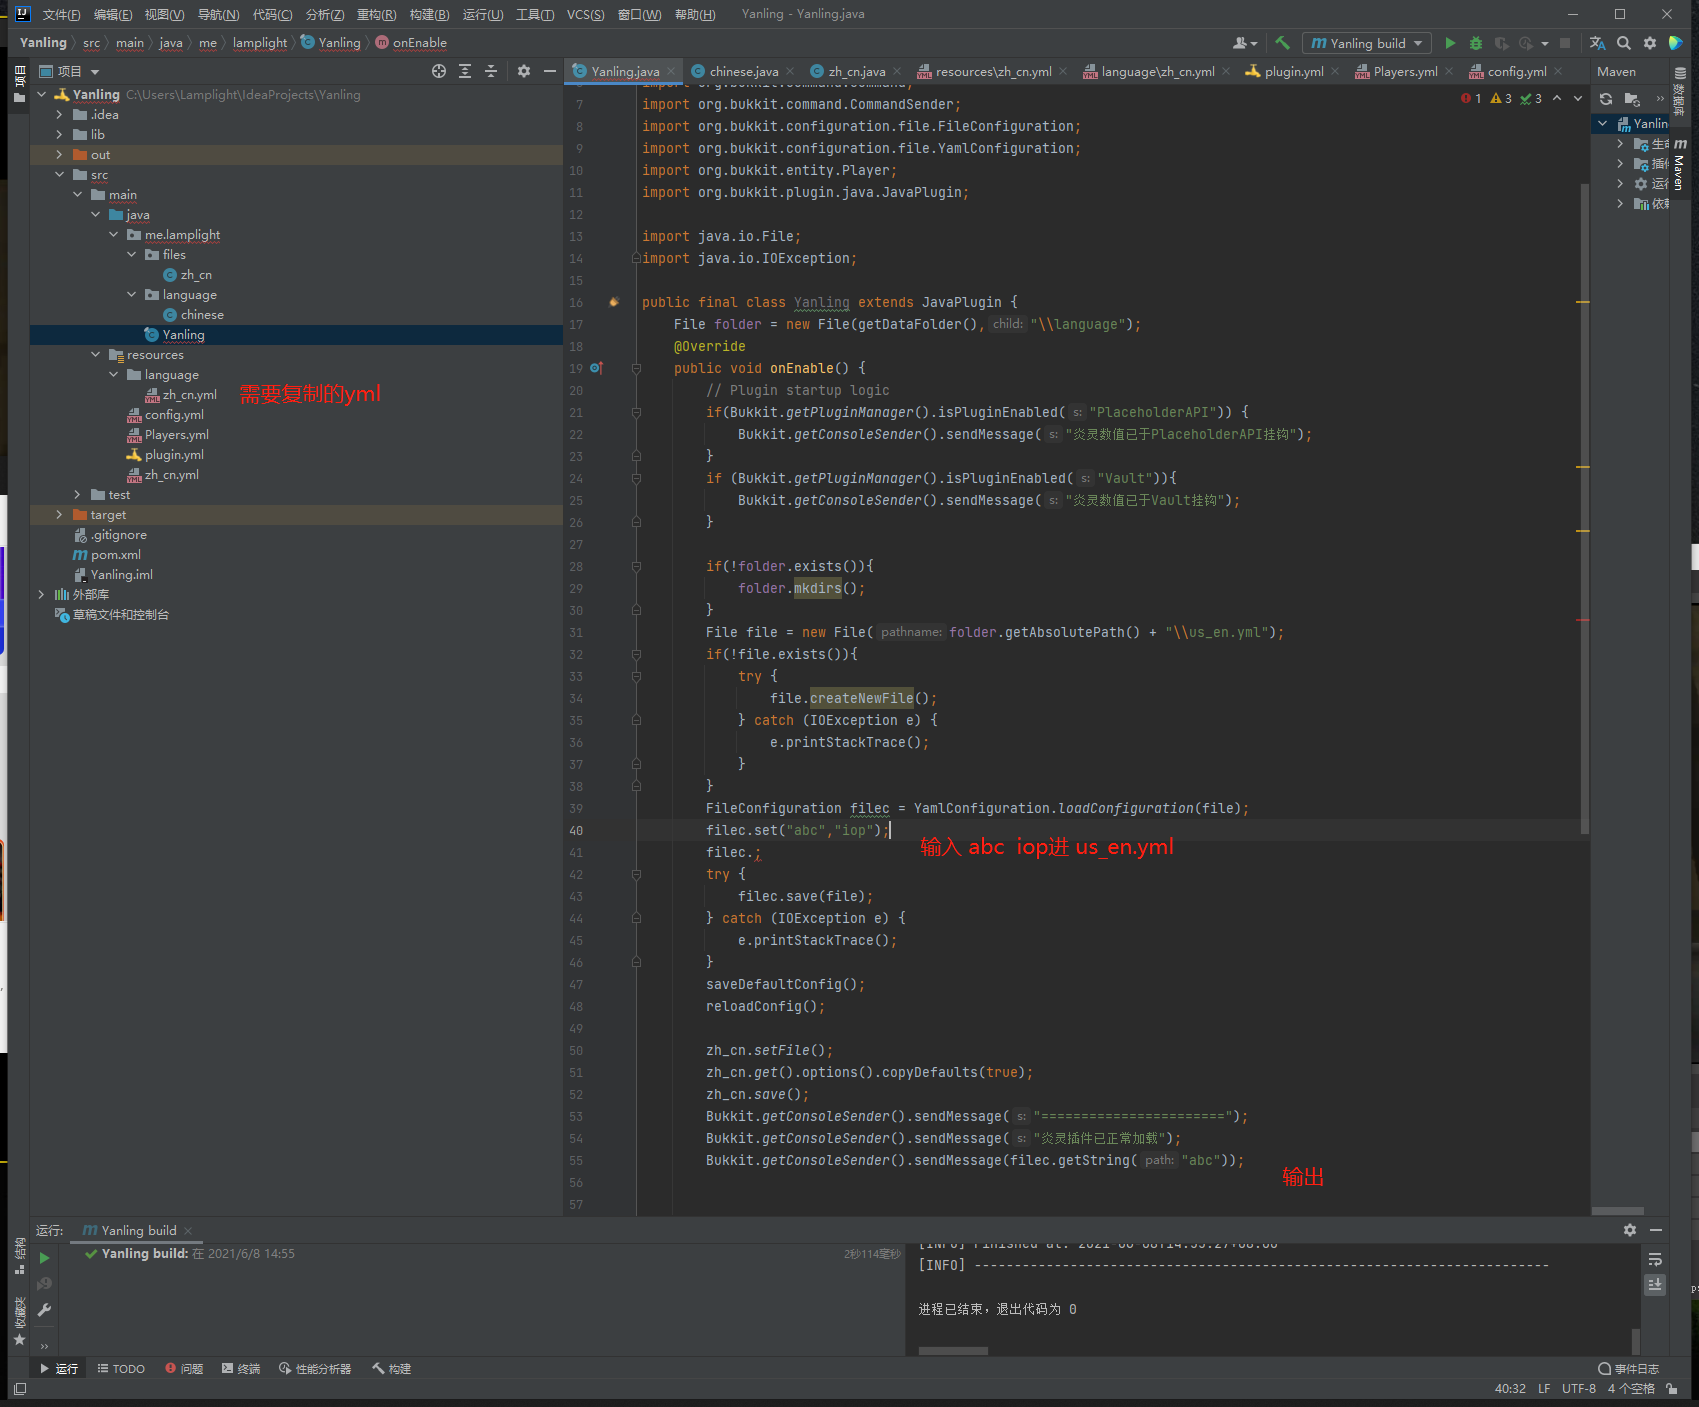 文件(F) 编辑(E) 视图(V) 导航(N) 代码(C) 分析(Z) 重构(R) 构建(B) 运行(U) 工具(T) VCS(S) 窗口(W) 帮助(H) Yanling - Yanling.java
Yanling src main java me lamplight Yanling onEnable Yanling build
项目 Yanling.java chinese.java zh_cn.java resources\zh_cn.yml language\zh_cn.yml plugin.yml Players.yml config.yml Maven
Yanling C:\Users\Lamplight\IdeaProjects\Yanling
.idea
lib
out
src
main
java
me.lamplight
files
zh_cn
language
chinese
Yanling
resources
language
zh_cn.yml
config.yml
Players.yml
plugin.yml
zh_cn.yml
test
target
.gitignore
pom.xml
Yanling.iml
外部库
草稿文件和控制台
需要复制的yml
1 3 3
7 import org.bukkit.command.CommandSender;
8 import org.bukkit.configuration.file.FileConfiguration;
9 import org.bukkit.configuration.file.YamlConfiguration;
10 import org.bukkit.entity.Player;
11 import org.bukkit.plugin.java.JavaPlugin;
12
13 import java.io.File;
14 import java.io.IOException;
15
16 public final class Yanling extends JavaPlugin {
17 File folder = new File(getDataFolder(), child: "\\language");
18 @Override
19 public void onEnable() {
20 // Plugin startup logic
21 if(Bukkit.getPluginManager().isPluginEnabled( s: "PlaceholderAPI")) {
22 Bukkit.getConsoleSender().sendMessage( s: "炎灵数值已于PlaceholderAPI挂钩");
23 }
24 if (Bukkit.getPluginManager().isPluginEnabled( s: "Vault")){
25 Bukkit.getConsoleSender().sendMessage( s: "炎灵数值已于Vault挂钩");
26 }
27
28 if(!folder.exists()){
29 folder.mkdirs();
30 }
31 File file = new File( pathname: folder.getAbsolutePath() + "\\us_en.yml");
32 if(!file.exists()){
33 try {
34 file.createNewFile();
35 } catch (IOException e) {
36 e.printStackTrace();
37 }
38 }
39 FileConfiguration filec = YamlConfiguration.loadConfiguration(file);
40 filec.set("abc","iop");
41 filec.;
42 try {
43 filec.save(file);
44 } catch (IOException e) {
45 e.printStackTrace();
46 }
47 saveDefaultConfig();
48 reloadConfig();
49
50 zh_cn.setFile();
51 zh_cn.get().options().copyDefaults(true);
52 zh_cn.save();
53 Bukkit.getConsoleSender().sendMessage( s: "=======================");
54 Bukkit.getConsoleSender().sendMessage( s: "炎灵插件已正常加载");
55 Bukkit.getConsoleSender().sendMessage(filec.getString( path: "abc"));
56
57
输入 abc iop进 us_en.yml
输出
Yanlin
数据库
Maven
项目
结构
收藏夹
运行: Yanling build
Yanling build: 在 2021/6/8 14:55 2秒114毫秒
[INFO] ------------------------------------------------------------------------
进程已结束，退出代码为 0
运行 TODO 问题 终端 性能分析器 构建 事件日志
40:32 LF UTF-8 4 个空格